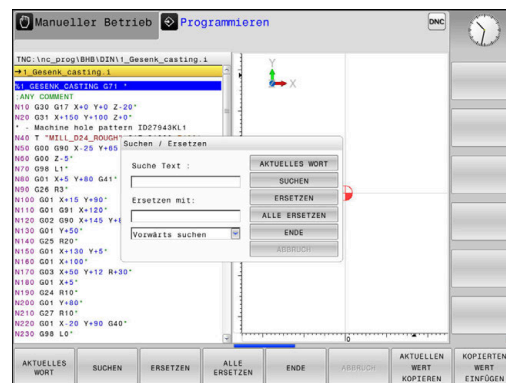 Manueller Betrieb
Programmieren
DNC
TNC:\nc_prog\BHB\DIN\1_Gesenk_casting.i
→1_Gesenk_casting.i
%1_GESENK_CASTING G71 *
;ANY COMMENT
N10 G30 G17 X+0 Y+0 Z-20*
N20 G31 X+150 Y+100 Z+0*
* - Machine hole pattern ID27943KL1
N40 T "MILL_D24_ROUGH"
N50 G00 G90 X-25 Y+65
N60 G00 Z-5*
N70 G98 L1*
N80 G01 X+5 Y+80 G41*
N90 G26 R3*
N100 G01 X+15 Y+90*
N110 G01 G91 X+120*
N120 G02 G90 X+145
N130 G01 Y+50*
N140 G25 R20*
N150 G01 X+130 Y+5*
N160 G01 X+100*
N170 G03 X+50 Y+12 R+30*
N180 G01 X+5*
N190 G24 R10*
N200 G01 Y+80*
N210 G27 R10*
N220 G01 X-20 Y+90 G40*
N230 G98 L0*
Y
X
0
Suchen / Ersetzen
Suche Text :
Ersetzen mit:
Vorwärts suchen
AKTUELLES WORT
SUCHEN
ERSETZEN
ALLE ERSETZEN
ENDE
ABBRUCH
AKTUELLES
WORT
SUCHEN
ERSETZEN
ALLE
ERSETZEN
ENDE
ABBRUCH
AKTUELLEN
WERT
KOPIEREN
KOPIERTEN
WERT
EINFÜGEN